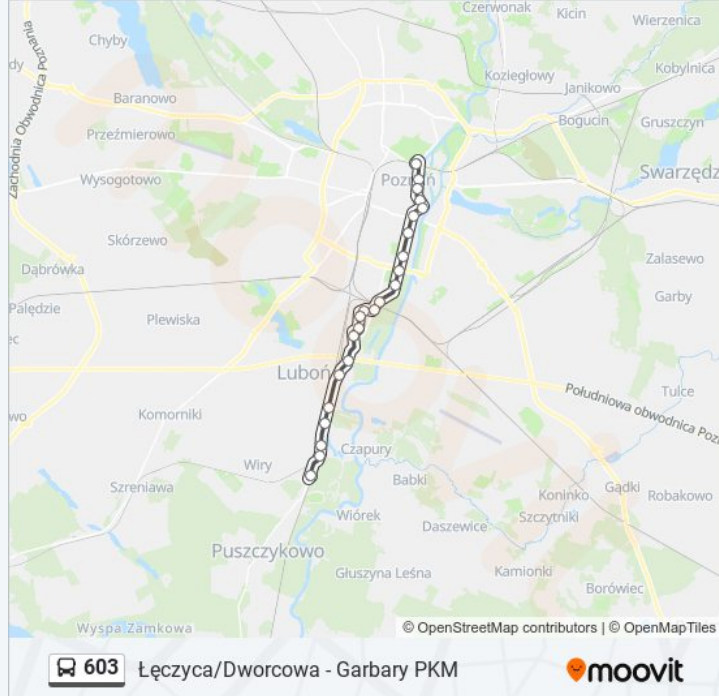 Czerwonak
Kicin
Wierzenica
Chyby
Koziegłowy
Kobylnica
Janikowo
Baranowo
Bogucin
Gruszczyn
Przeźmierowo
Zachodnia Obwodnica Poznania
Wysogotowo
Poznań
Swarzędz
Skórzewo
Zalasewo
Dąbrówka
Garby
Palędzie
Plewiska
Luboń
Tulce
Komorniki
Południowa obwodnica Pozna
Czapury
Wiry
Babki
Gądki
Szreniawa
Koninko
Robakowo
Wiórek
Szczytniki
Daszewice
Puszczykowo
Kamionki
Głuszyna Leśna
Borówiec
Wyspa Zamkowa
© OpenStreetMap contributors | © OpenMapTiles
603 Łęczyca/Dworcowa - Garbary PKM
moovit